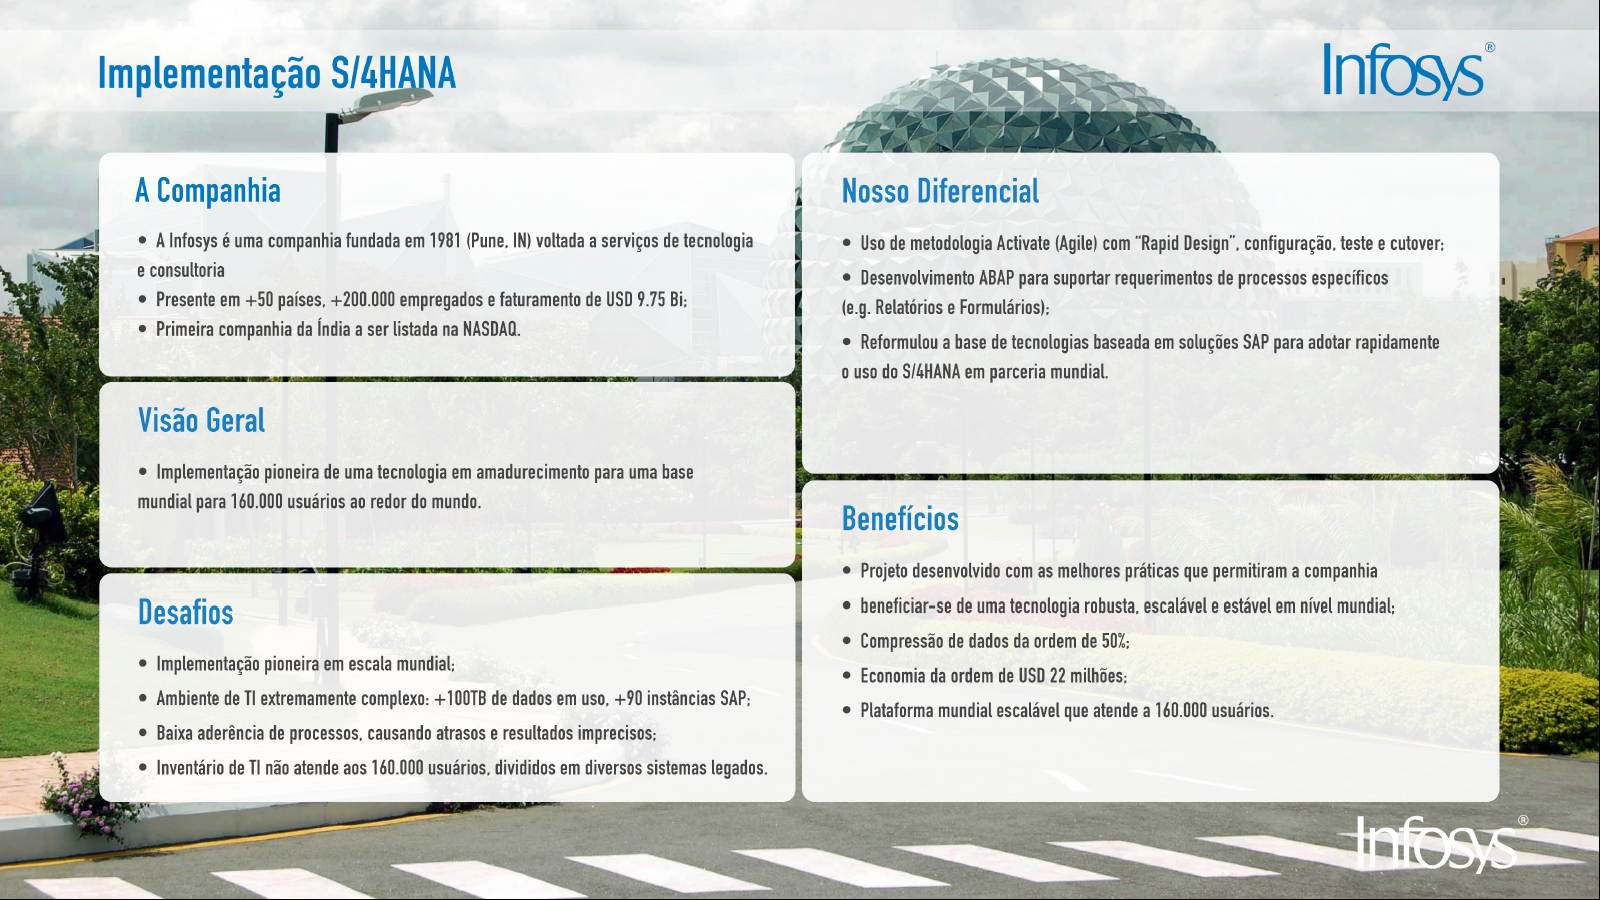 Implementação S/4HANA
Infosys®
A Companhia
• A Infosys é uma companhia fundada em 1981 (Pune, IN) voltada a serviços de tecnologia
e consultoria
• Presente em +50 países, +200.000 empregados e faturamento de USD 9.75 Bi;
• Primeira companhia da Índia a ser listada na NASDAQ.
Visão Geral
• Implementação pioneira de uma tecnologia em amadurecimento para uma base
mundial para 160.000 usuários ao redor do mundo.
Desafios
• Implementação pioneira em escala mundial;
• Ambiente de TI extremamente complexo: +100TB de dados em uso, +90 instâncias SAP;
• Baixa aderência de processos, causando atrasos e resultados imprecisos;
• Inventário de TI não atende aos 160.000 usuários, divididos em diversos sistemas legados.
Nosso Diferencial
• Uso de metodologia Activate (Agile) com “Rapid Design”, configuração, teste e cutover;
• Desenvolvimento ABAP para suportar requerimentos de processos específicos
(e.g. Relatórios e Formulários);
• Reformulou a base de tecnologias baseada em soluções SAP para adotar rapidamente
o uso do S/4HANA em parceria mundial.
Benefícios
• Projeto desenvolvido com as melhores práticas que permitiram a companhia
• beneficiar-se de uma tecnologia robusta, escalável e estável em nível mundial;
• Compressão de dados da ordem de 50%;
• Economia da ordem de USD 22 milhões;
• Plataforma mundial escalável que atende a 160.000 usuários.
Infosys®